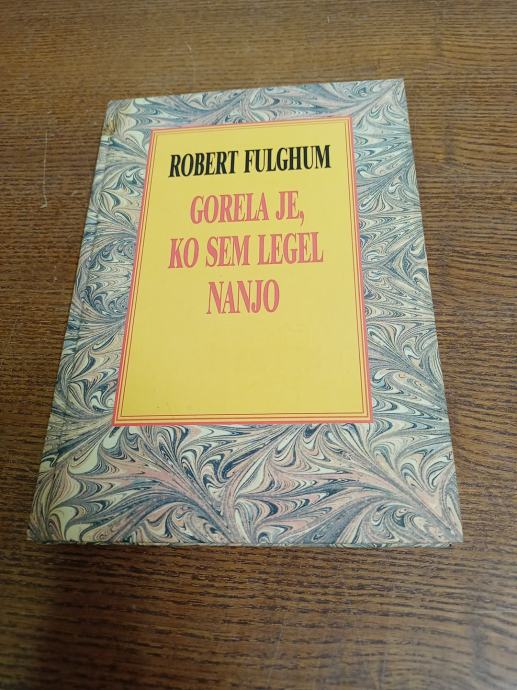 ROBERT FULGHUM
GORELA JE,
KO SEM LEGEL
NANJO